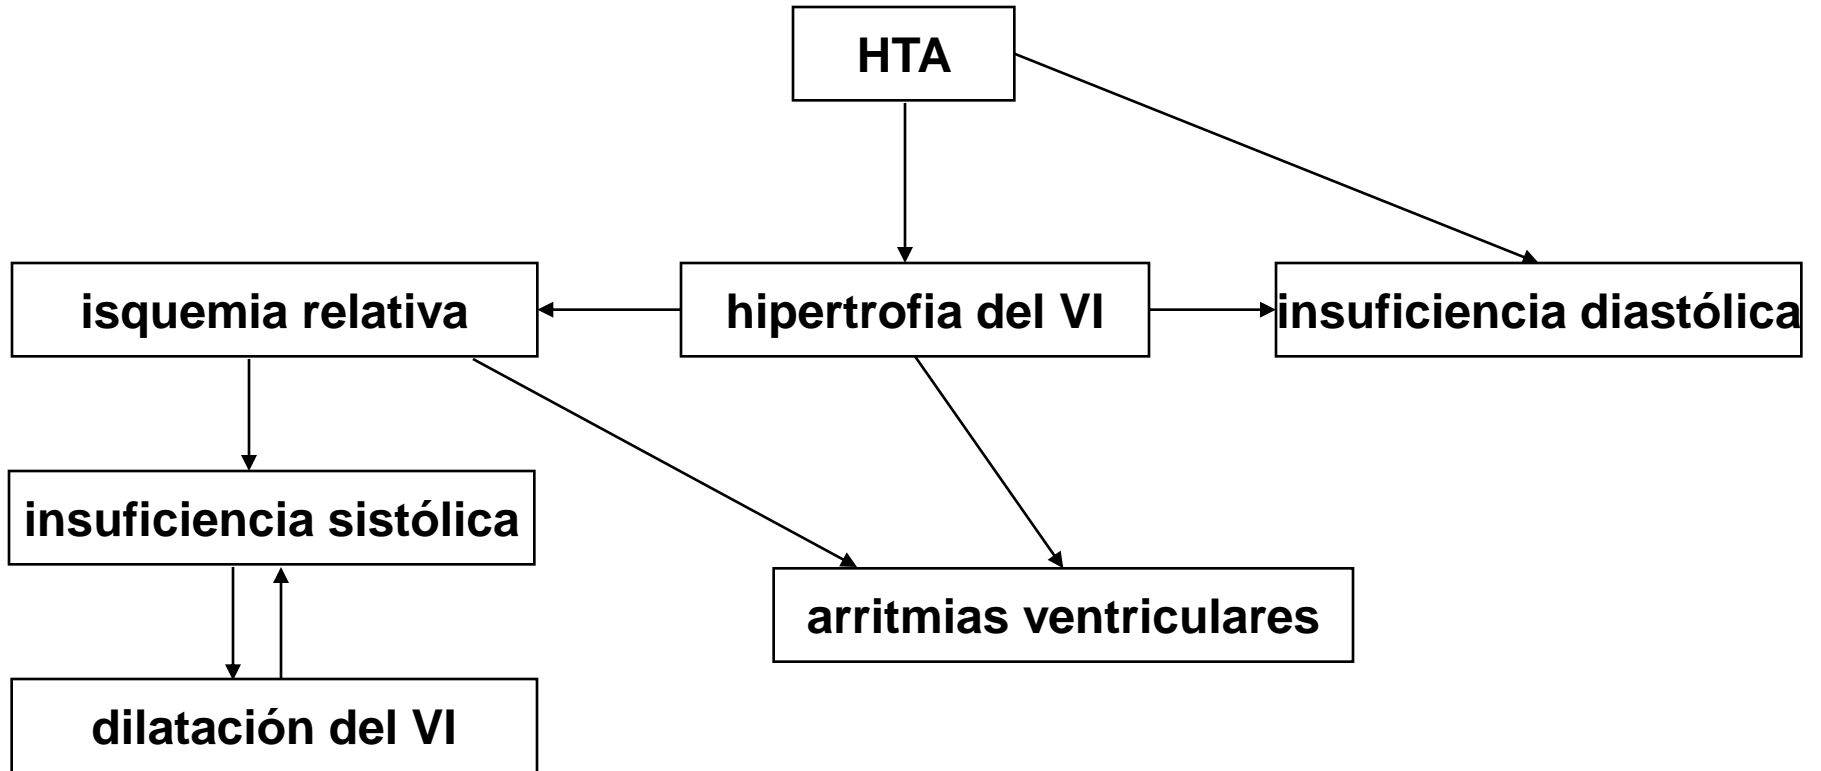 HTA
isquemia relativa
hipertrofia del VI
insuficiencia diastólica
insuficiencia sistólica
arritmias ventriculares
dilatación del VI